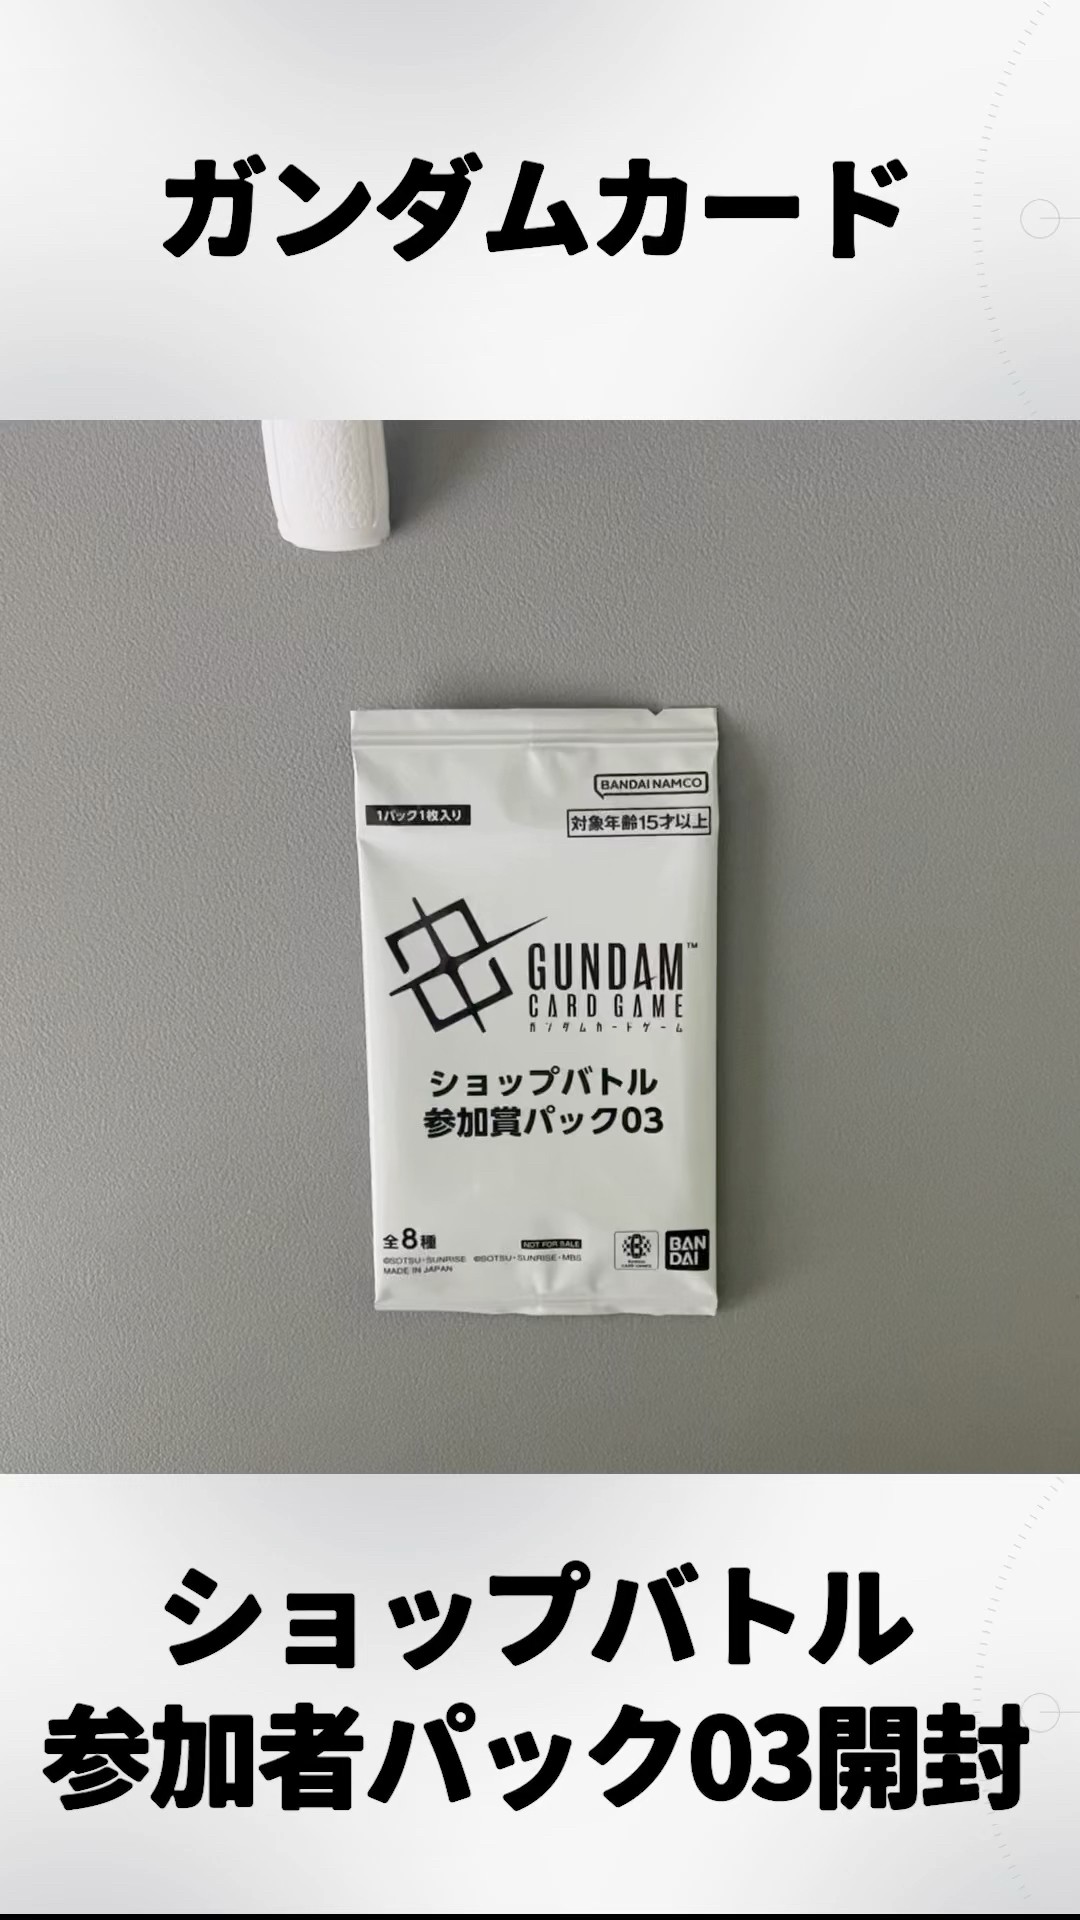 ガンダムカード
BANDAI NAMCO
1パック1枚入り
対象年齢15才以上
GUNDAM™
CARD GAME
ガンダムカードゲーム
ショップバトル
参加賞パック03
全8種
NOT FOR SALE
©SOTSU・SUNRISE ©SOTSU・SUNRISE・MBS
MADE IN JAPAN
BAN
DAI
ショップバトル
参加者パック03開封